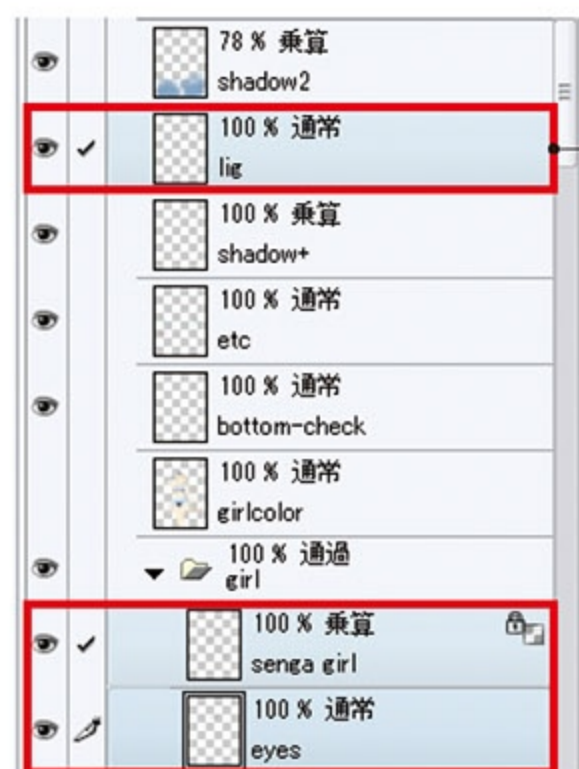 78 % 乗算
shadow2
100 % 通常
lig
100 % 乗算
shadow+
100 % 通常
etc
100 % 通常
bottom-check
100 % 通常
girlcolor
100 % 通過
girl
100 % 乗算
senga girl
100 % 通常
eyes